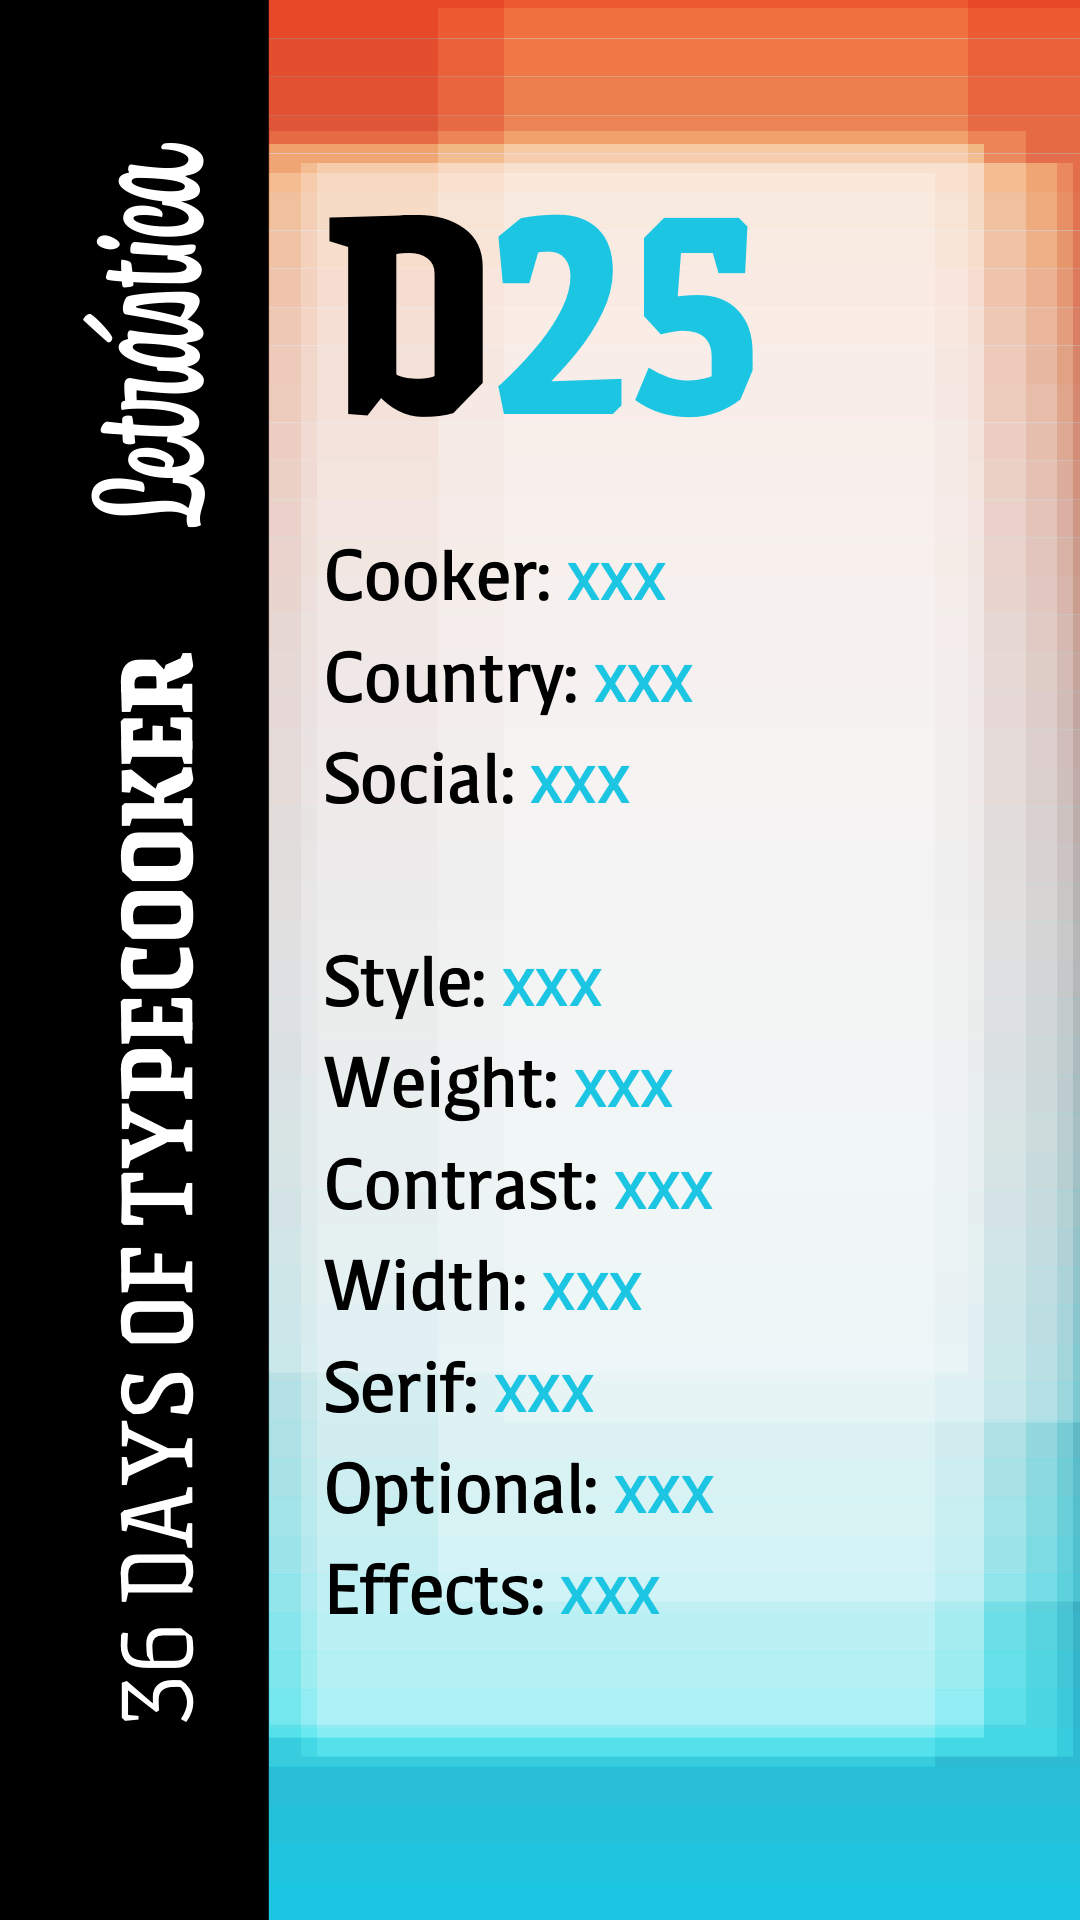 Letrástica
36 DAYS OF TYPECOOKER
D25
Cooker: xxx
Country: xxx
Social: xxx
Style: xxx
Weight: xxx
Contrast: xxx
Width: xxx
Serif: xxx
Optional: xxx
Effects: xxx